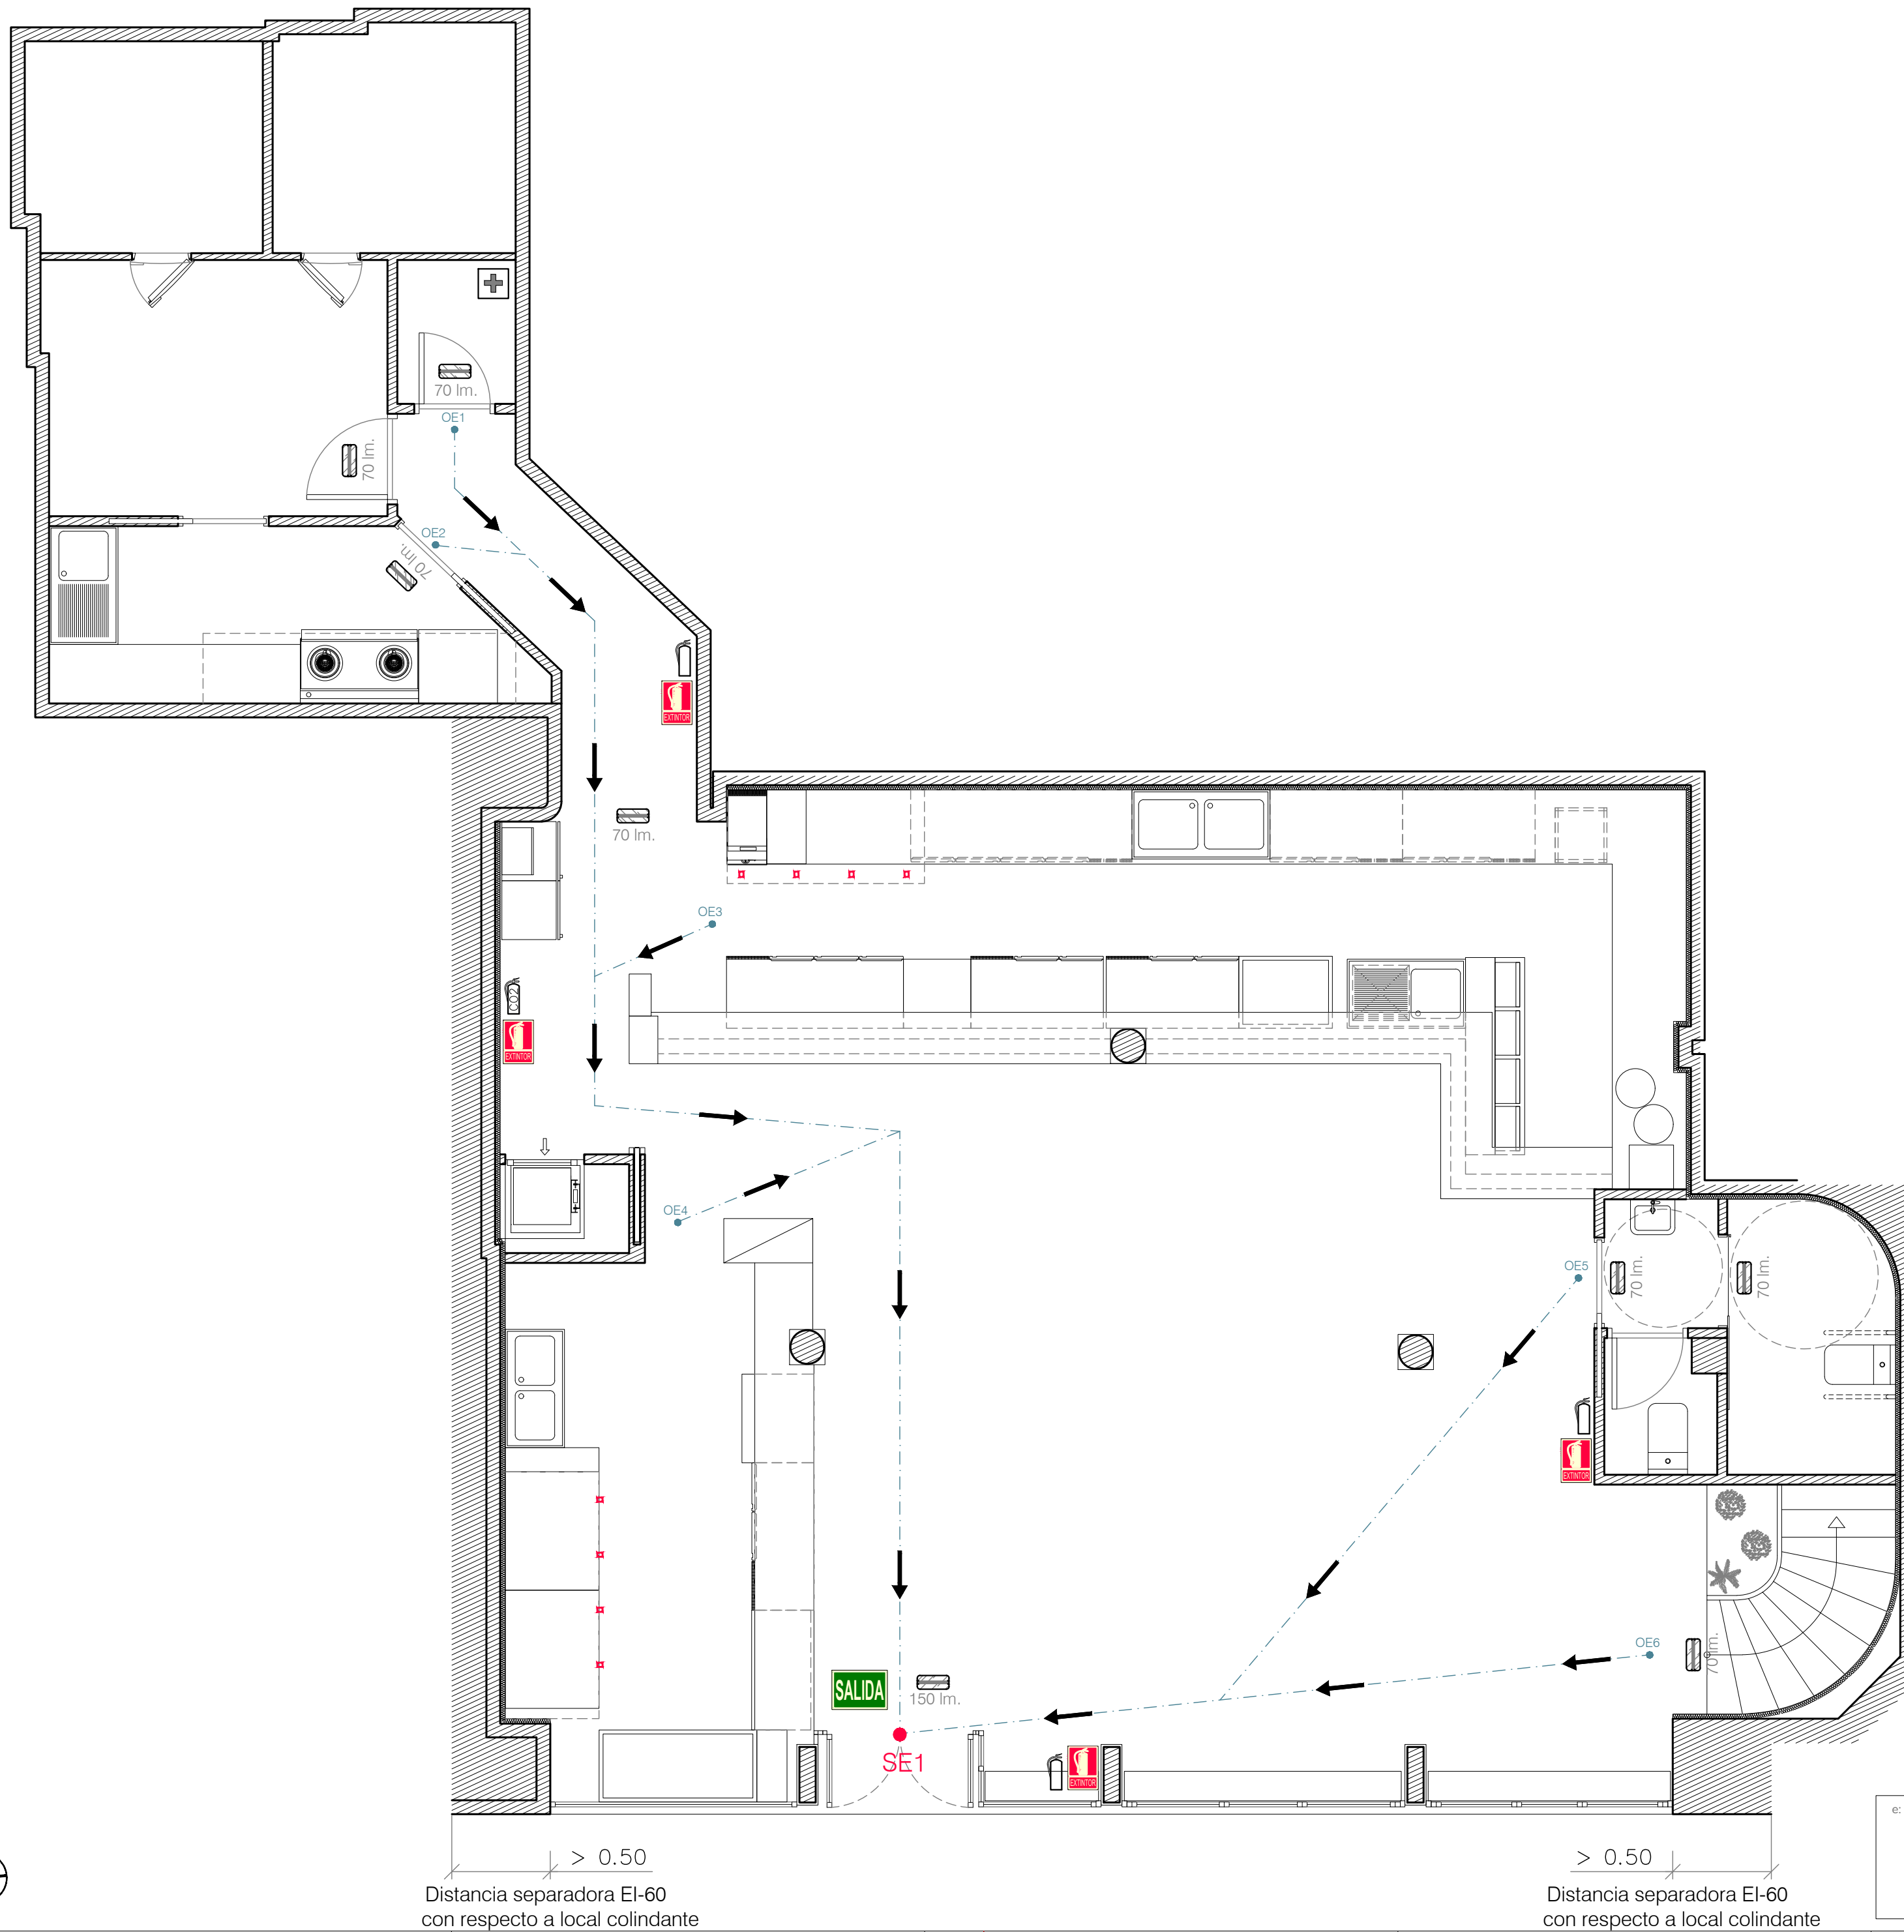 70 lm.
OE1
70 lm.
OE2
70 lm.
EXTINTOR
70 lm.
OE3
CO2
EXTINTOR
OE4
OE5
70 lm.
70 lm.
EXTINTOR
OE6
70 lm.
SALIDA
150 lm.
SE1
EXTINTOR
e:
> 0.50
> 0.50
Distancia separadora EI-60
con respecto a local colindante
Distancia separadora EI-60
con respecto a local colindante